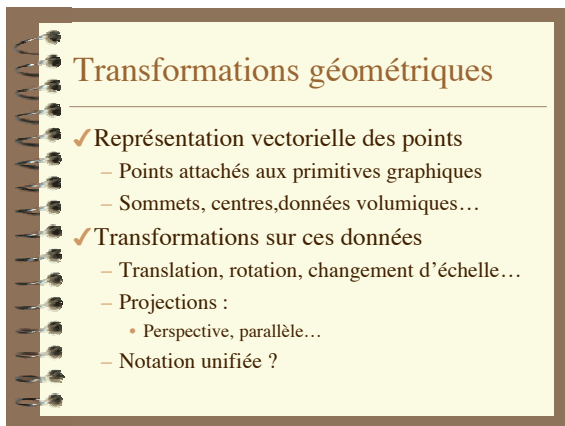 Transformations géométriques
✓Représentation vectorielle des points
– Points attachés aux primitives graphiques
– Sommets, centres,données volumiques…
✓Transformations sur ces données
– Translation, rotation, changement d’échelle…
– Projections :
• Perspective, parallèle…
– Notation unifiée ?